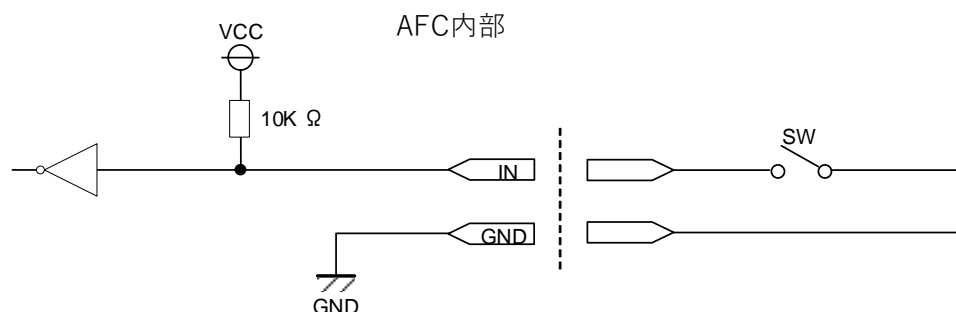 AFC内部
VCC
10K Ω
SW
IN
GND
GND